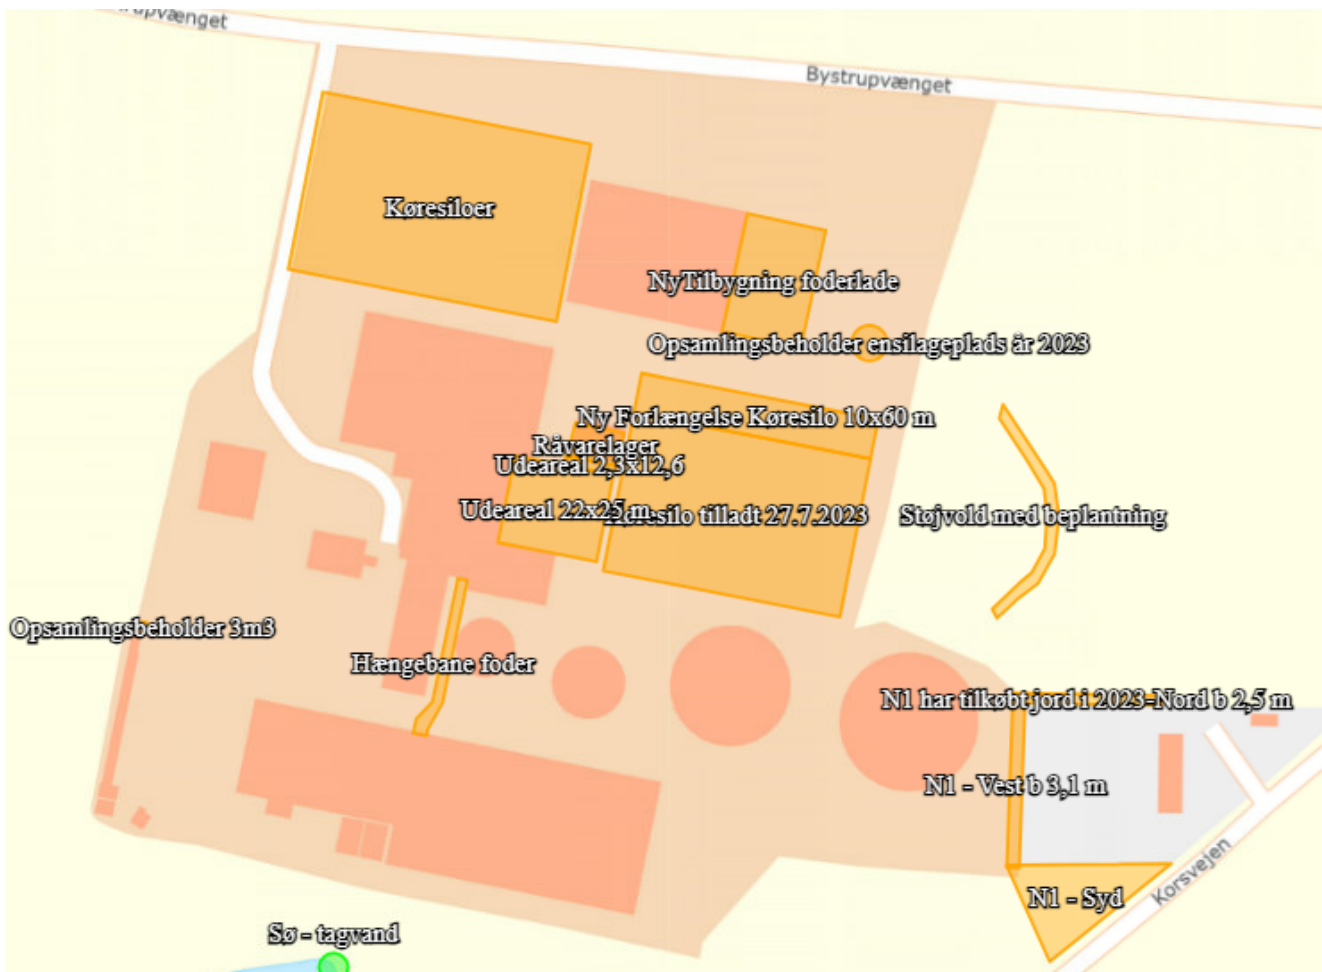 Bystrupvænget
Køresiloer
NyTilbygning foderlade
Opsamlingsbeholder ensilageplads år 2023
Ny Forlængelse Køresilo 10x60 m
Råvarelager
Udeareal 2,3x12,6
Udeareal 22x25 m
Køresilo tilladt 27.7.2023
Støjvold med beplantning
Opsamlingsbeholder 3m3
Hængebane foder
N1 har tilkøbt jord i 2023-Nord b 2,5 m
N1 - Vest b 3,1 m
Korsvejen
N1 - Syd
Sø - tagvand